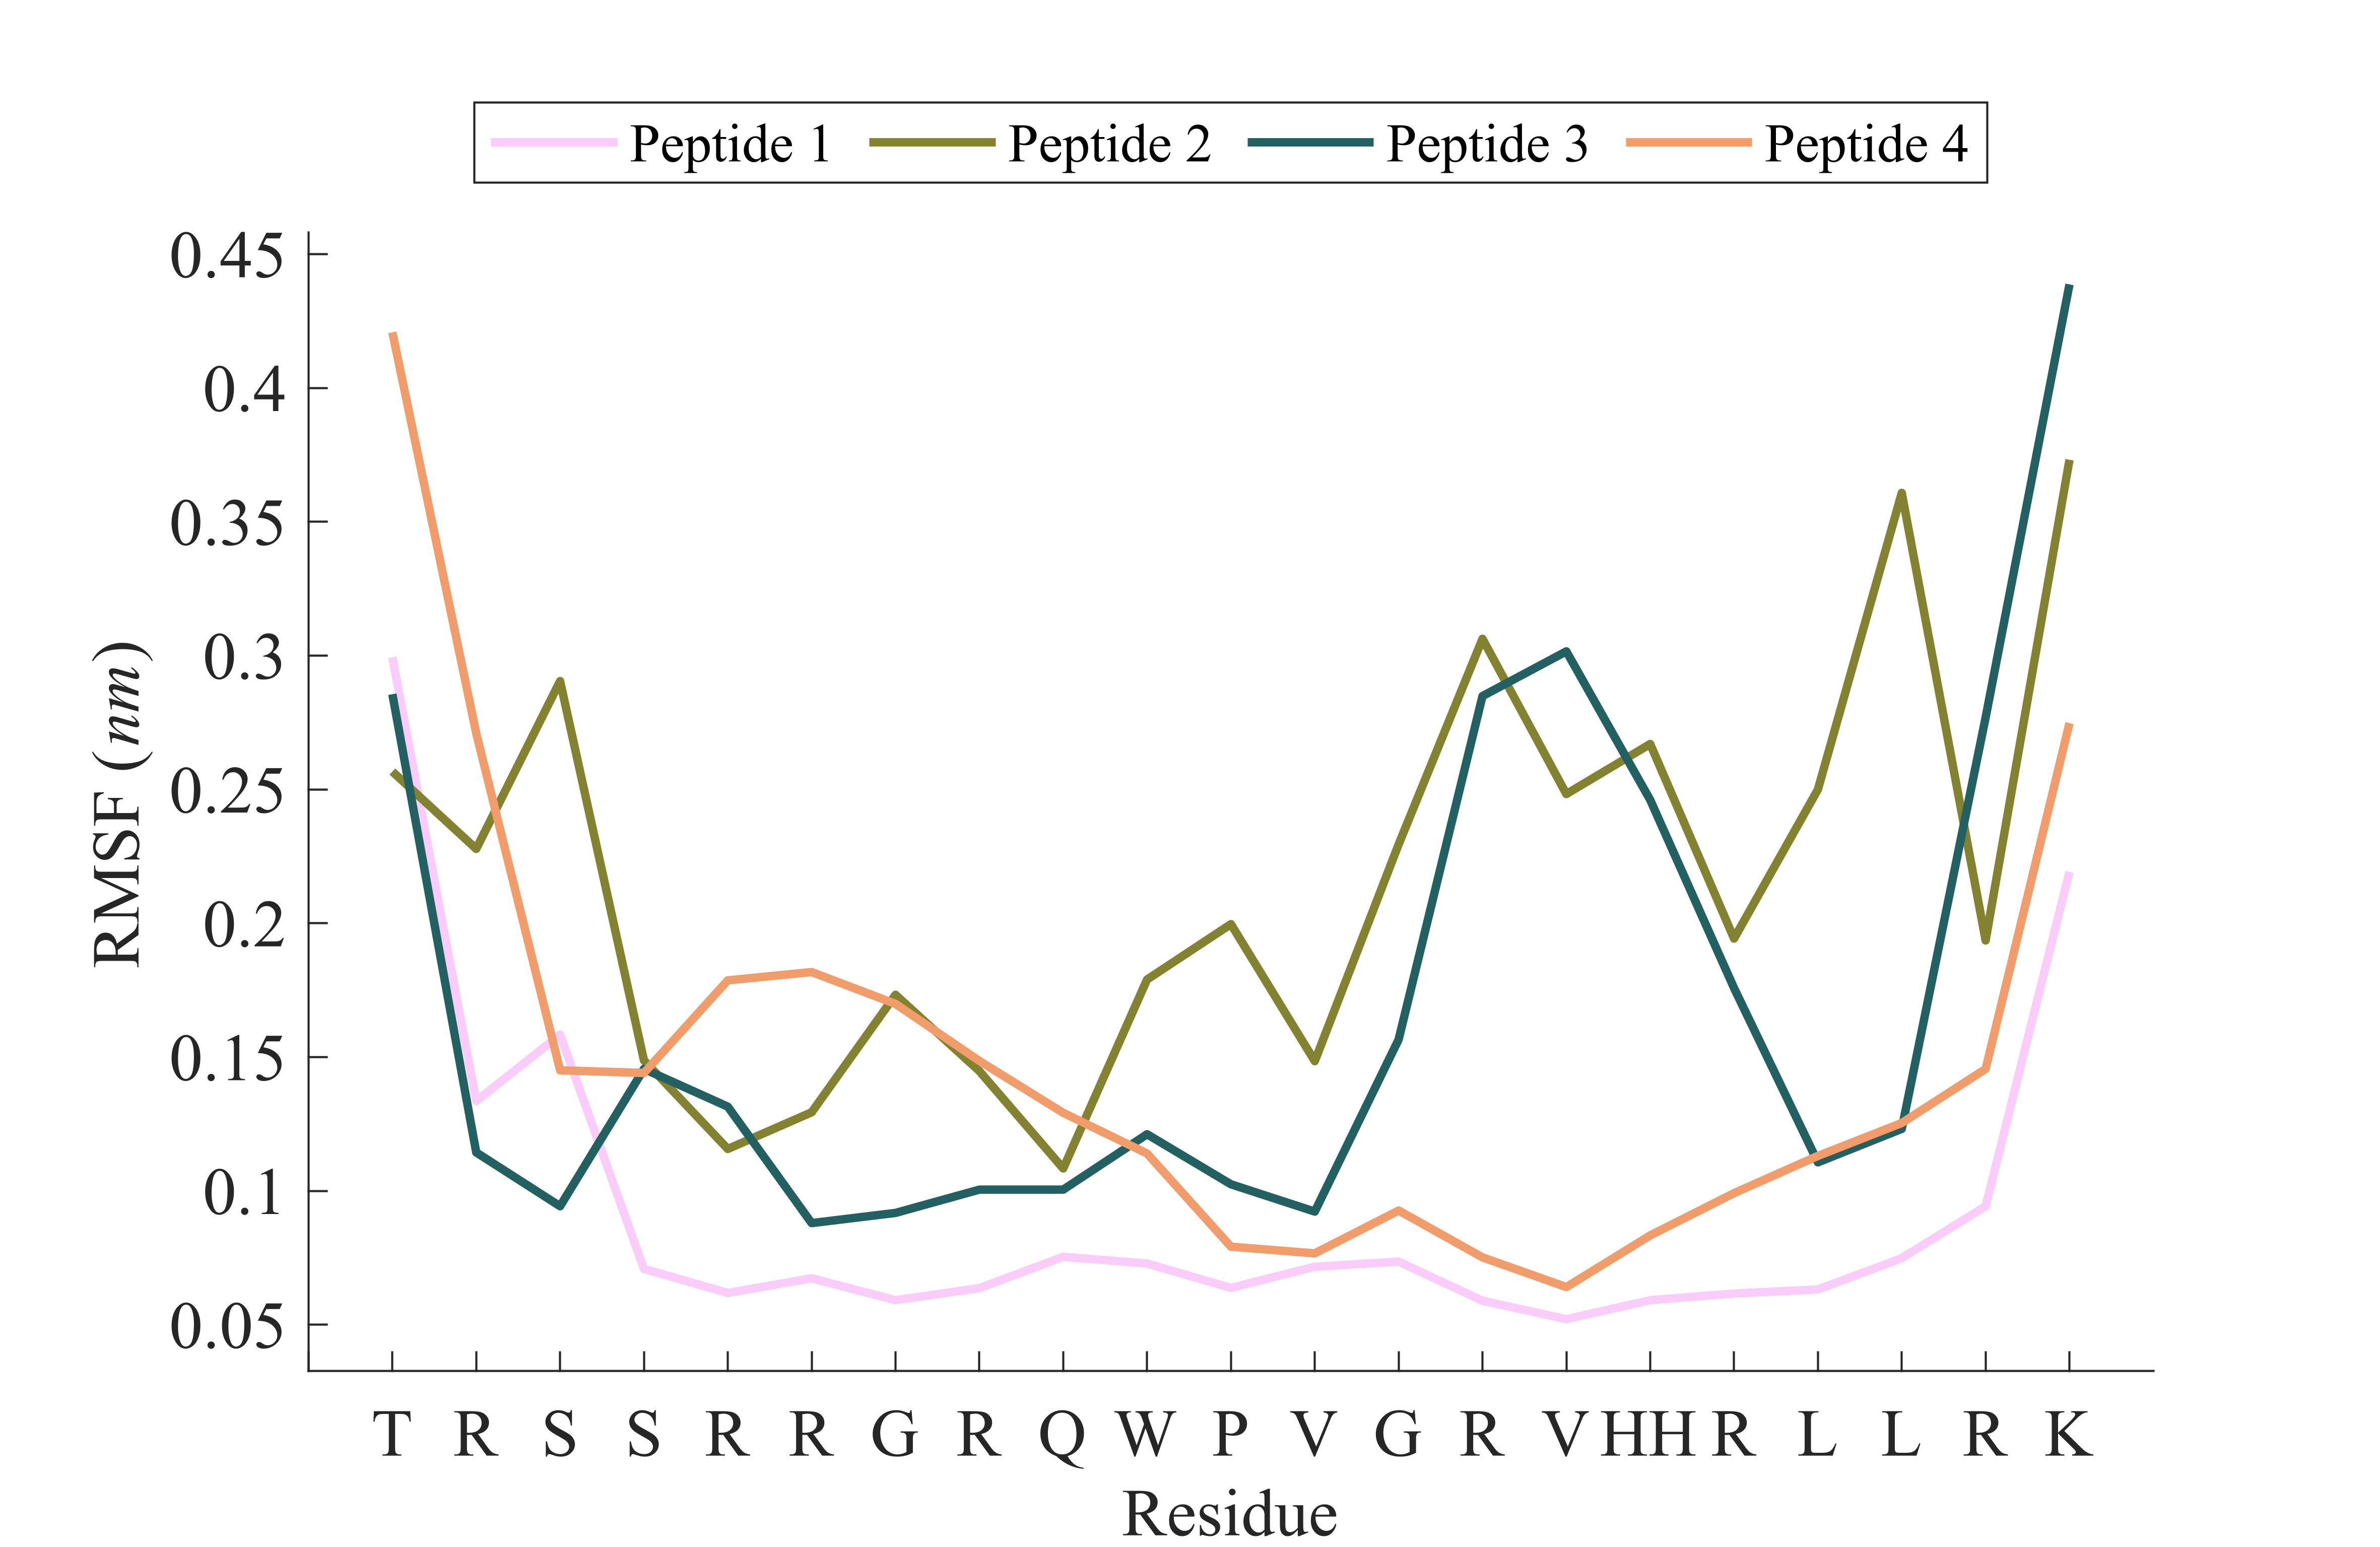 Peptide 1 Peptide 2 Peptide 3 Peptide 4
0.45
0.4
0.35
0.3
0.25
0.2
0.15
0.1
0.05
RMSF (nm)
T R S S R R G R Q W P V G R V HHH R L L R K
Residue